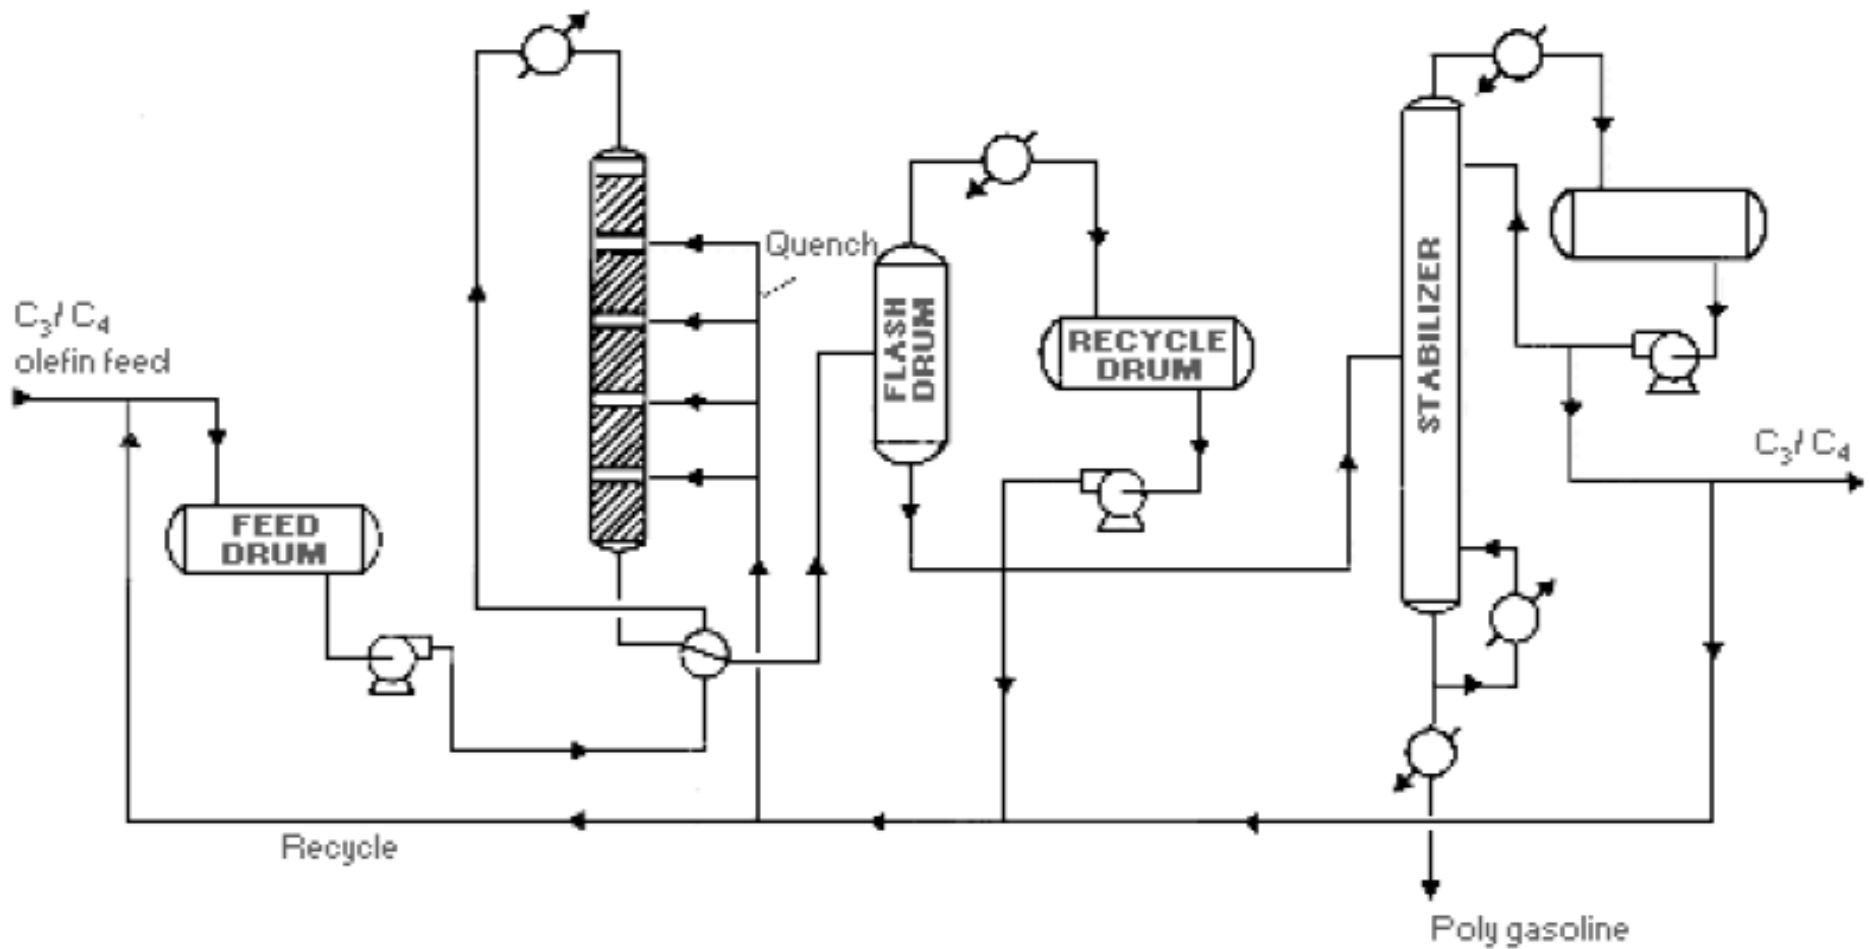 C3/ C4
olefin feed
FEED
DRUM
Quench
FLASH
DRUM
RECYCLE
DRUM
STABILIZER
C3/ C4
Recycle
Poly gasoline